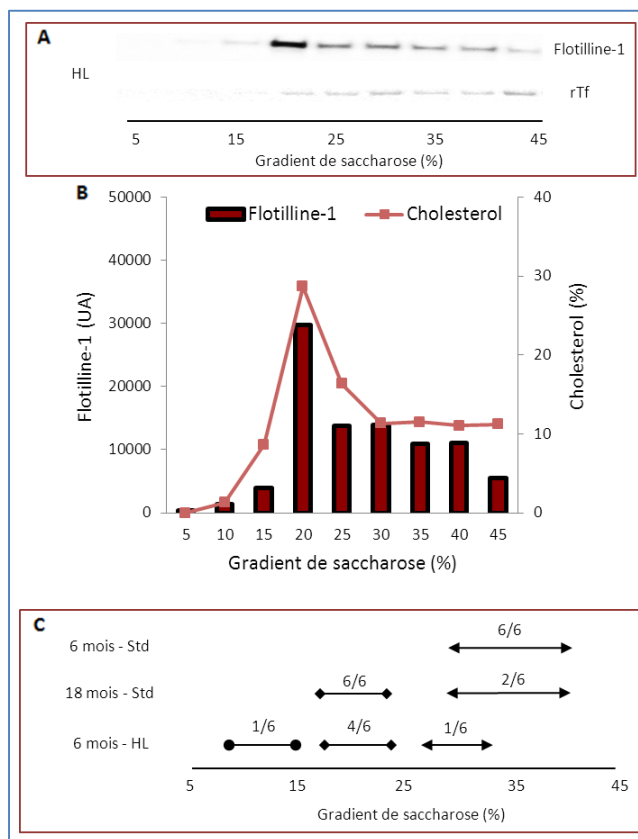 A
Flotilline-1
HL
rTf
5 15 25 35 45
Gradient de saccharose (%)
B
Flotilline-1 Cholesterol
50000 40
40000
30 30000
20
20000
10 10000
0 0
Flotilline-1 (UA)
Cholesterol (%)
5 10 15 20 25 30 35 40 45
Gradient de saccharose (%)
C
6/6
6 mois - Std
6/6 2/6
18 mois - Std
1/6 4/6 1/6
6 mois - HL
5 15 25 35 45
Gradient de saccharose (%)